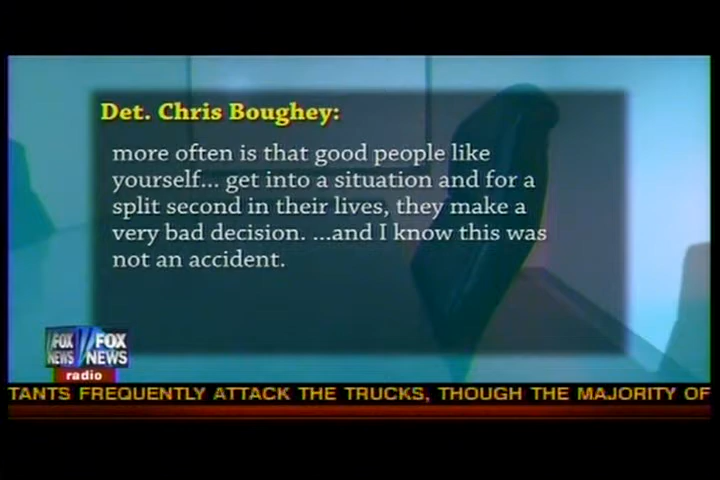 Det. Chris Boughey:
more often is that good people like
yourself... get into a situation and for a
split second in their lives, they make a
very bad decision. ...and I know this was
not an accident.
FOX NEWS
FOX NEWS
radio
TANTS FREQUENTLY ATTACK THE TRUCKS, THOUGH THE MAJORITY OF